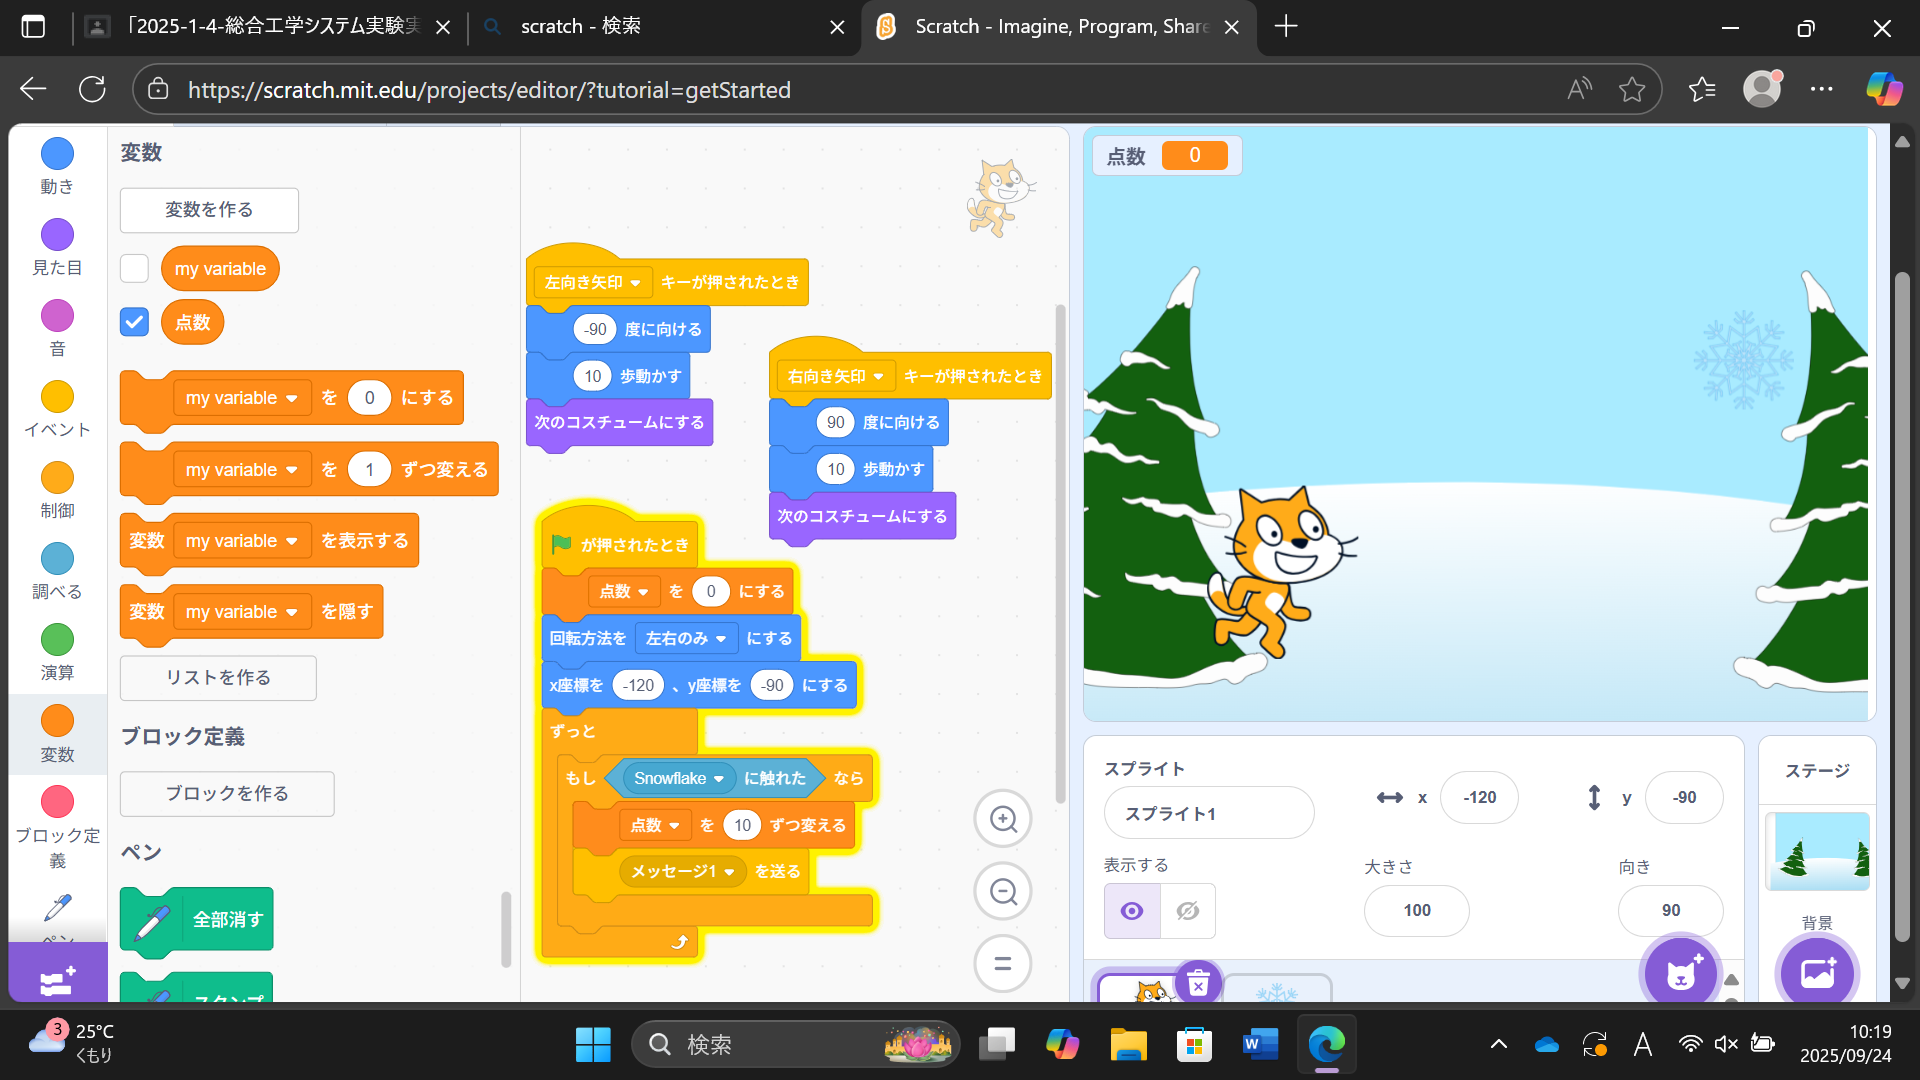 「2025-1-4-総合工学システム実験実
scratch - 検索
Scratch - Imagine, Program, Share
https://scratch.mit.edu/projects/editor/?tutorial=getStarted
動き
見た目
音
イベント
制御
調べる
演算
変数
ブロック定
義
ペン
変数
変数を作る
my variable
点数
my variable を 0 にする
my variable を 1 ずつ変える
変数 my variable を表示する
変数 my variable を隠す
リストを作る
ブロック定義
ブロックを作る
ペン
全部消す
スタンプ
左向き矢印 キーが押されたとき
-90 度に向ける
10 歩動かす
次のコスチュームにする
右向き矢印 キーが押されたとき
90 度に向ける
10 歩動かす
次のコスチュームにする
が押されたとき
点数 を 0 にする
回転方法を 左右のみ にする
x座標を -120 、y座標を -90 にする
ずっと
もし Snowflake に触れた なら
点数 を 10 ずつ変える
メッセージ1 を送る
点数 0
スプライト
スプライト1
x -120
y -90
表示する
大きさ
100
向き
90
ステージ
背景
3
25°C
くもり
検索
A
10:19
2025/09/24